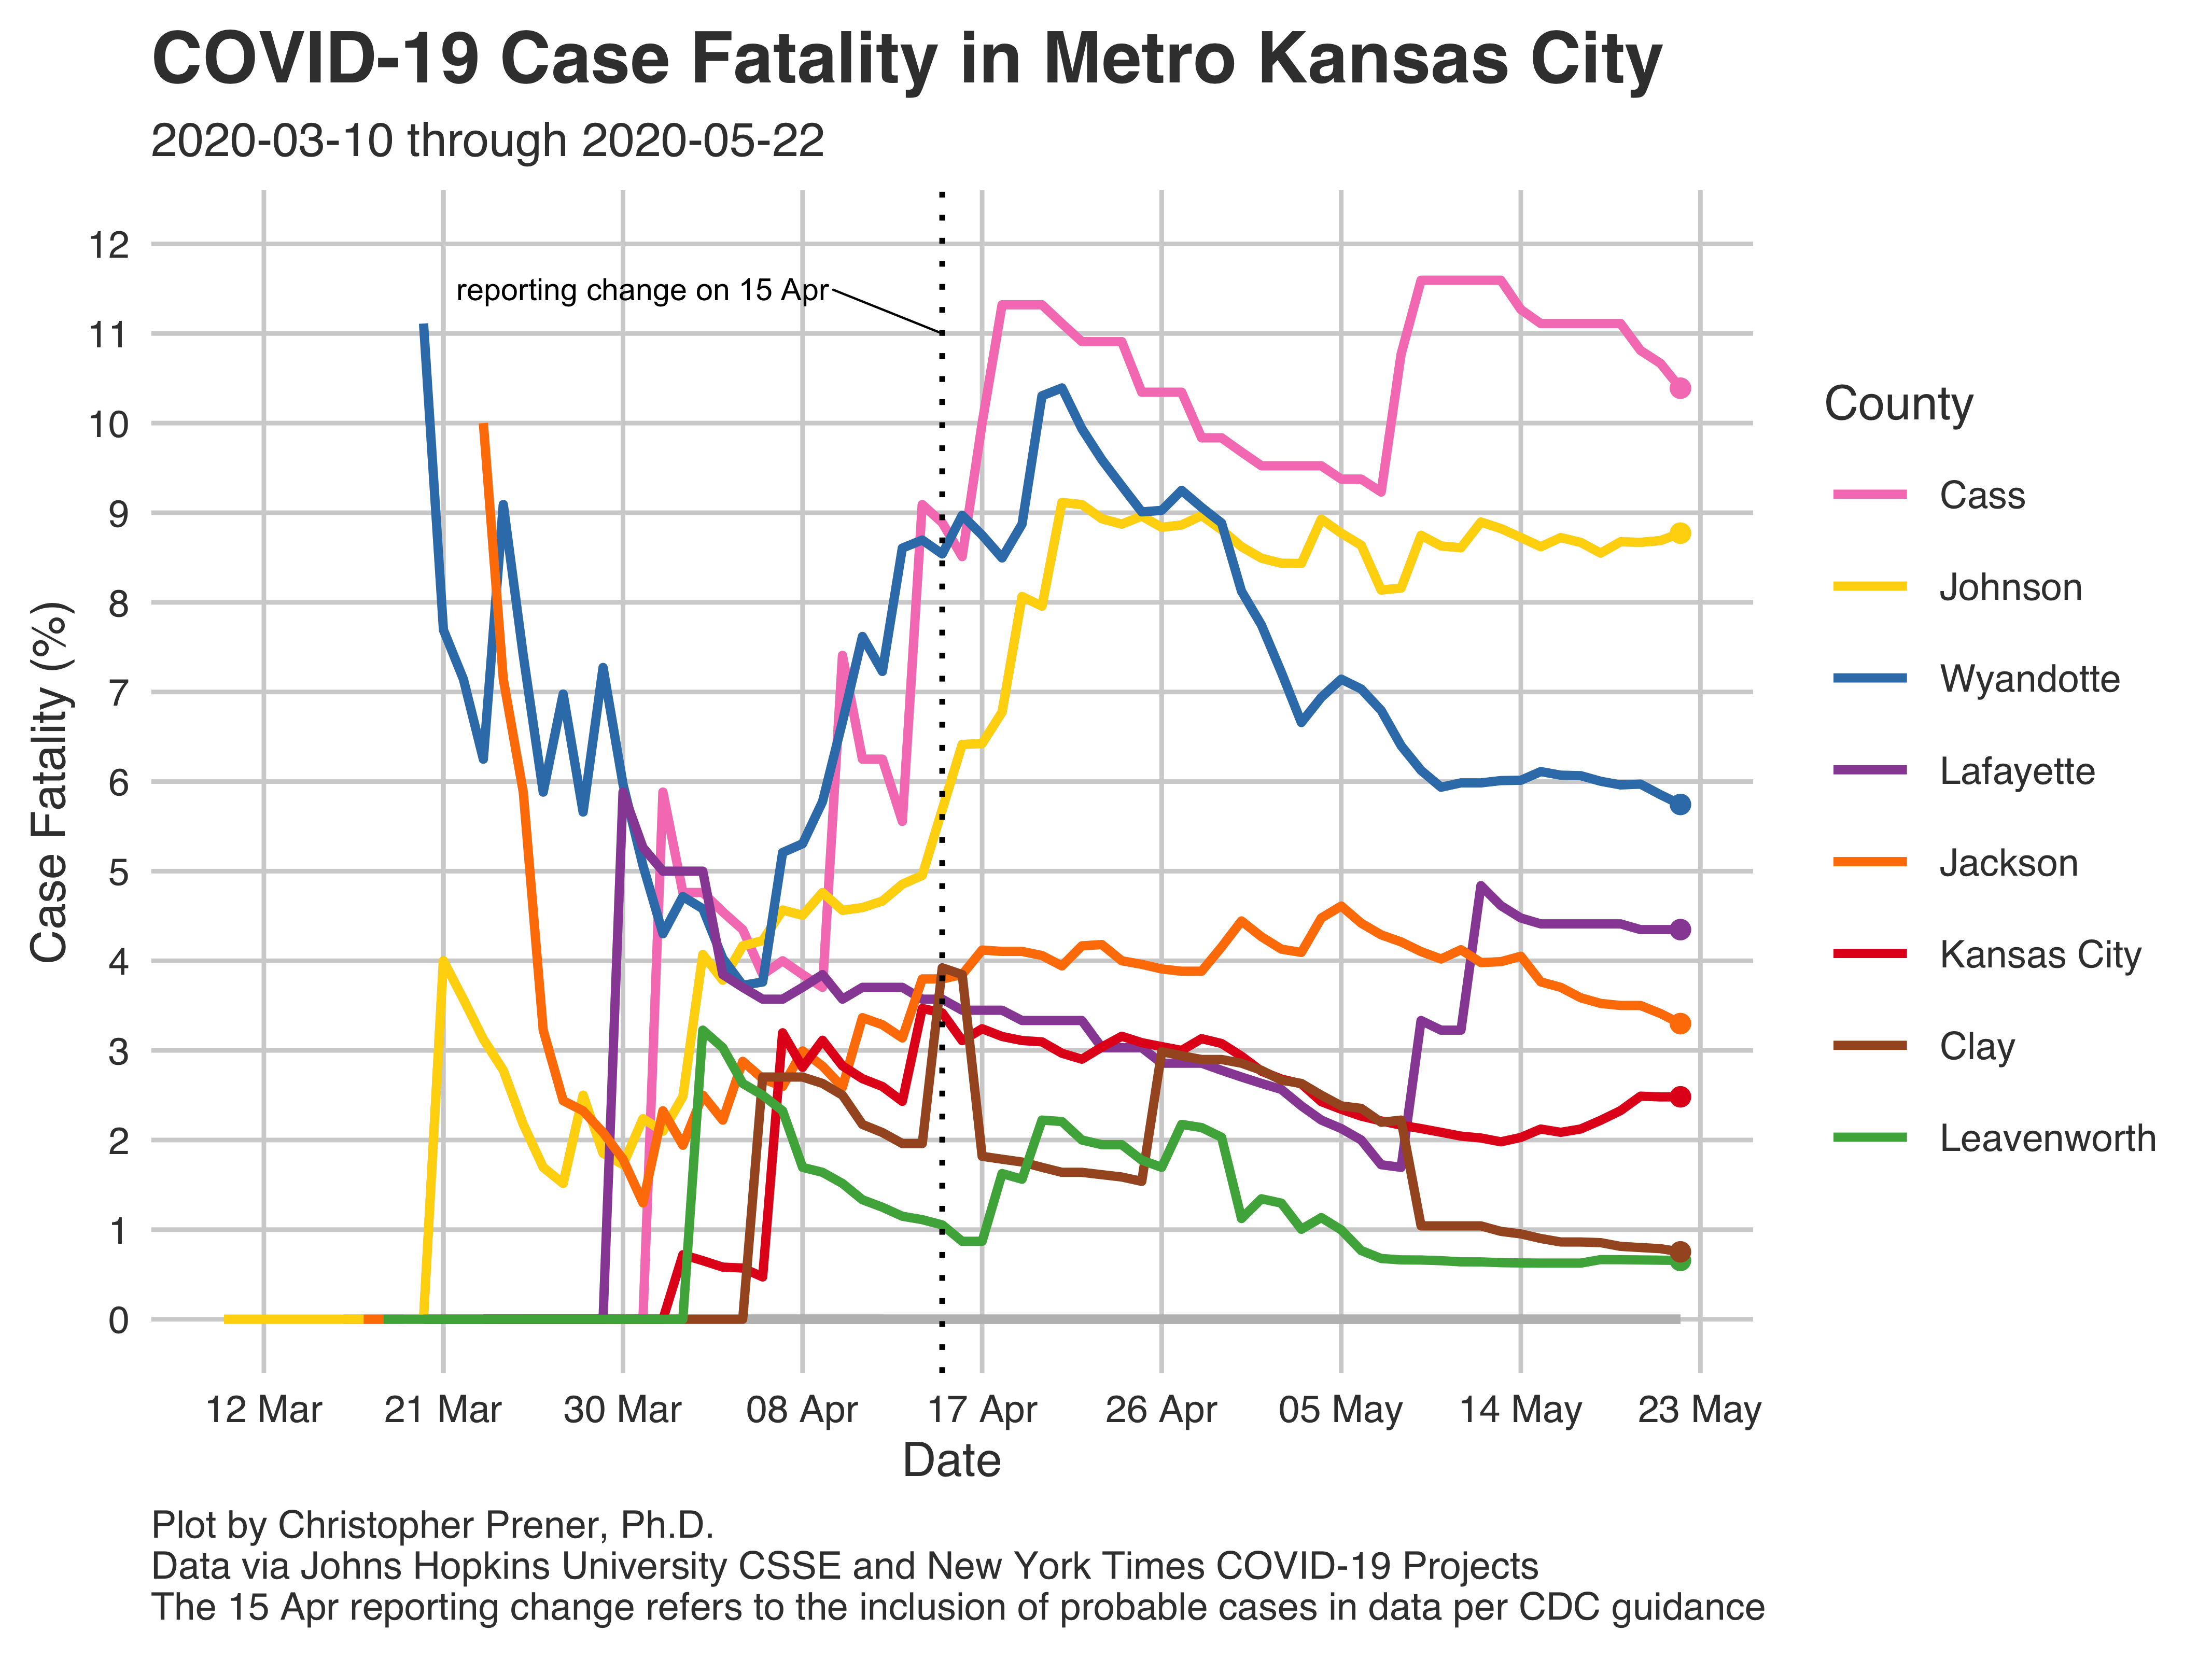 COVID-19 Case Fatality in Metro Kansas City
2020-03-10 through 2020-05-22
12
11
10
9
8
7
6
5
4
3
2
1
0
Case Fatality (%)
reporting change on 15 Apr
12 Mar
21 Mar
30 Mar
08 Apr
17 Apr
26 Apr
05 May
14 May
23 May
Date
County
Cass
Johnson
Wyandotte
Lafayette
Jackson
Kansas City
Clay
Leavenworth
Plot by Christopher Prener, Ph.D.
Data via Johns Hopkins University CSSE and New York Times COVID-19 Projects
The 15 Apr reporting change refers to the inclusion of probable cases in data per CDC guidance